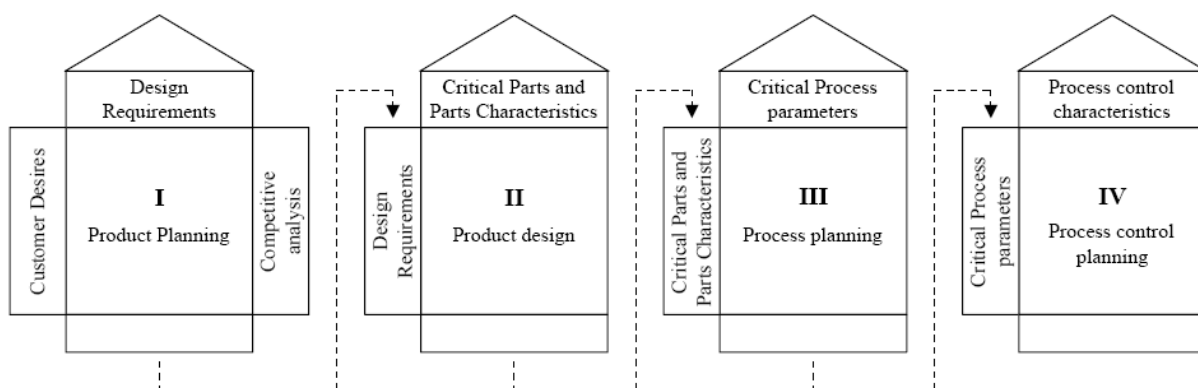 Design
Requirements
Customer Desires
I
Product Planning
Competitive
analysis
Critical Parts and
Parts Characteristics
Design
Requirements
II
Product design
Critical Process
parameters
Critical Parts and
Parts Characteristics
III
Process planning
Process control
characteristics
Critical Process
parameters
IV
Process control
planning